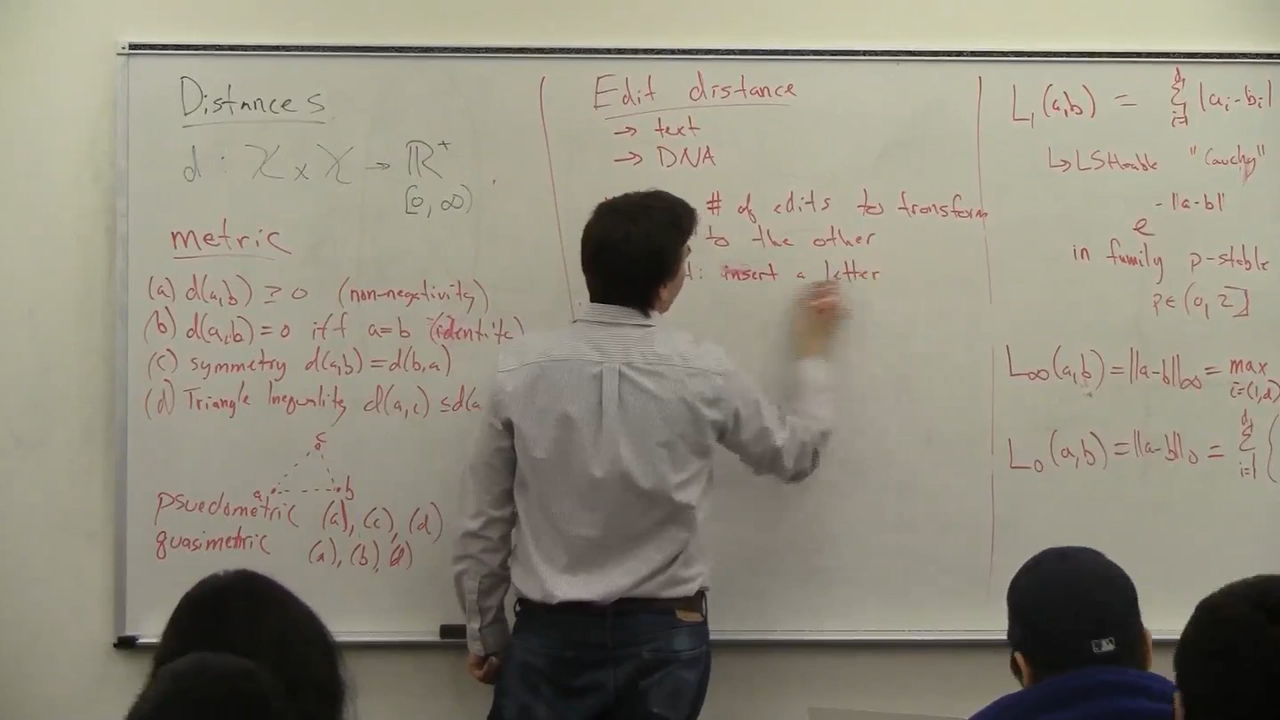 Distances
d : X × X → ℝ⁺
[0, ∞)
metric
(a) d(a,b) ≥ 0 (non-negativity)
(b) d(a,b) = 0 iff a=b (identity)
(c) symmetry d(a,b) = d(b,a)
(d) Triangle Inequality d(a,c) ≤ d(a
c
a b
psuedometric (a), (c), (d)
quasimetric (a), (b), (d)
Edit distance
→ text
→ DNA
# of edits to transform
to the other
: insert a letter
L₁(a,b) = Σ_{i=1}^{d} |aᵢ-bᵢ|
↳ LSHable "Cauchy"
e^{-||a-b||}
in family p-stable
p∈(0,2]
L∞(a,b) = ||a-b||∞ = max
L₀(a,b) = ||a-b||₀ = Σ_{i=1}^{d} {